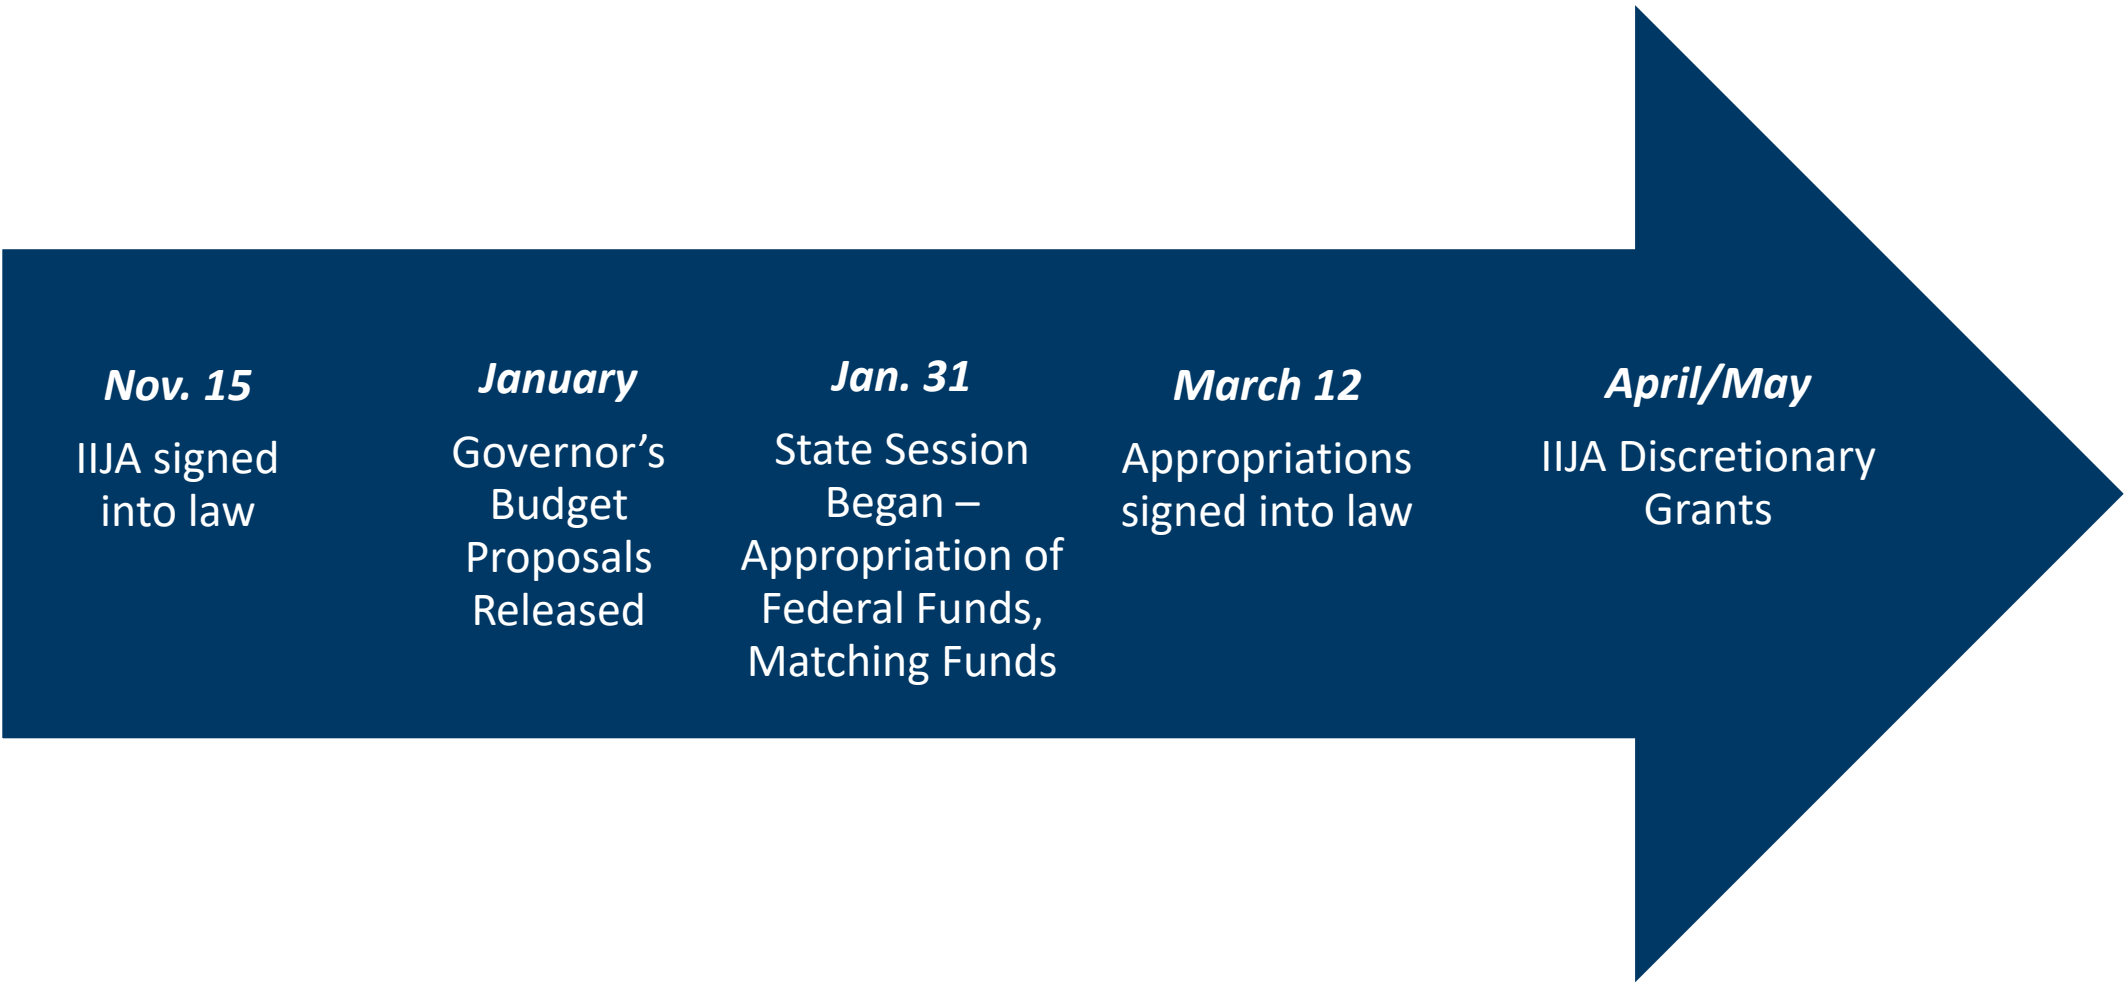 Nov. 15
IIJA signed
into law
January
Governor’s
Budget
Proposals
Released
Jan. 31
State Session
Began –
Appropriation of
Federal Funds,
Matching Funds
March 12
Appropriations
signed into law
April/May
IIJA Discretionary
Grants